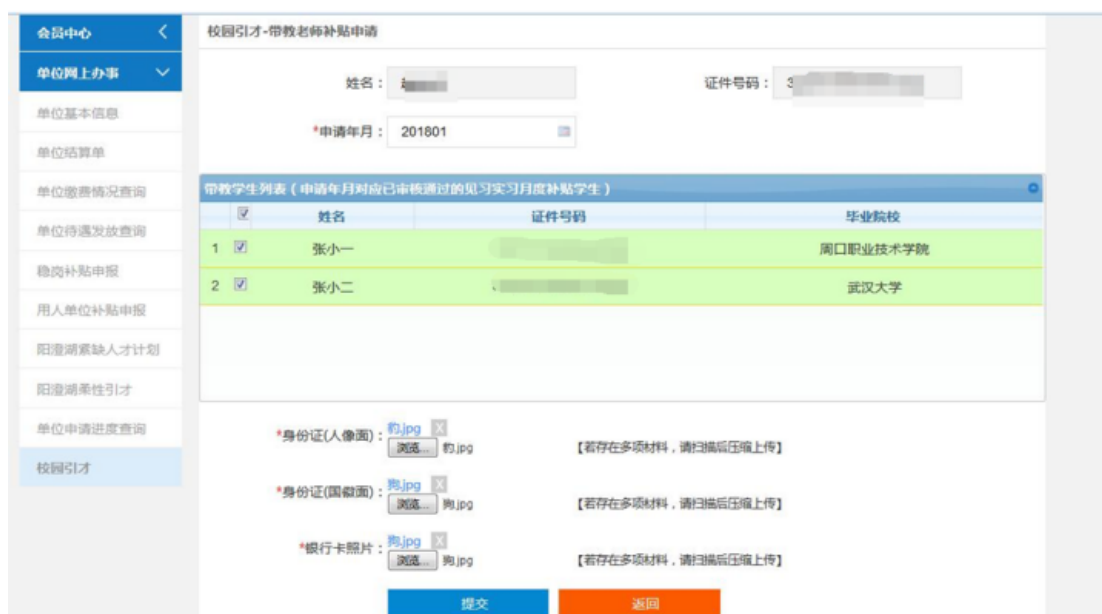 会员中心
校园引才-带教老师补贴申请
单位网上办事
姓名：
证件号码：3
单位基本信息
*申请年月：201801
单位结算单
单位缴费情况查询
带教学生列表（申请年月对应已审核通过的见习实习月度补贴学生）
姓名 证件号码 毕业院校
单位待遇发放查询
1 张小一 周口职业技术学院
稳岗补贴申报
2 张小二 武汉大学
用人单位补贴申报
阳澄湖紧缺人才计划
阳澄湖柔性引才
单位申请进度查询
*身份证(人像面)：豹.jpg X
浏览... 豹.jpg 【若存在多项材料，请扫描后压缩上传】
校园引才
*身份证(国徽面)：狗.jpg X
浏览... 狗.jpg 【若存在多项材料，请扫描后压缩上传】
*银行卡照片：狗.jpg X
浏览... 狗.jpg 【若存在多项材料，请扫描后压缩上传】
提交 返回